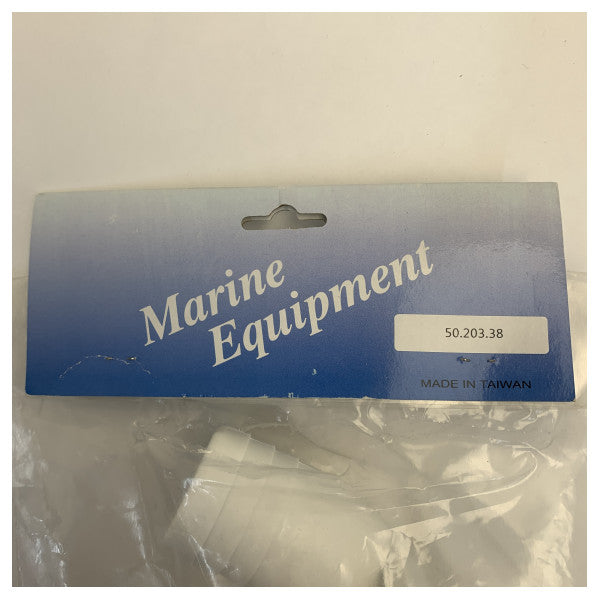 Marine
Equipment
50.203.38
MADE IN TAIWAN